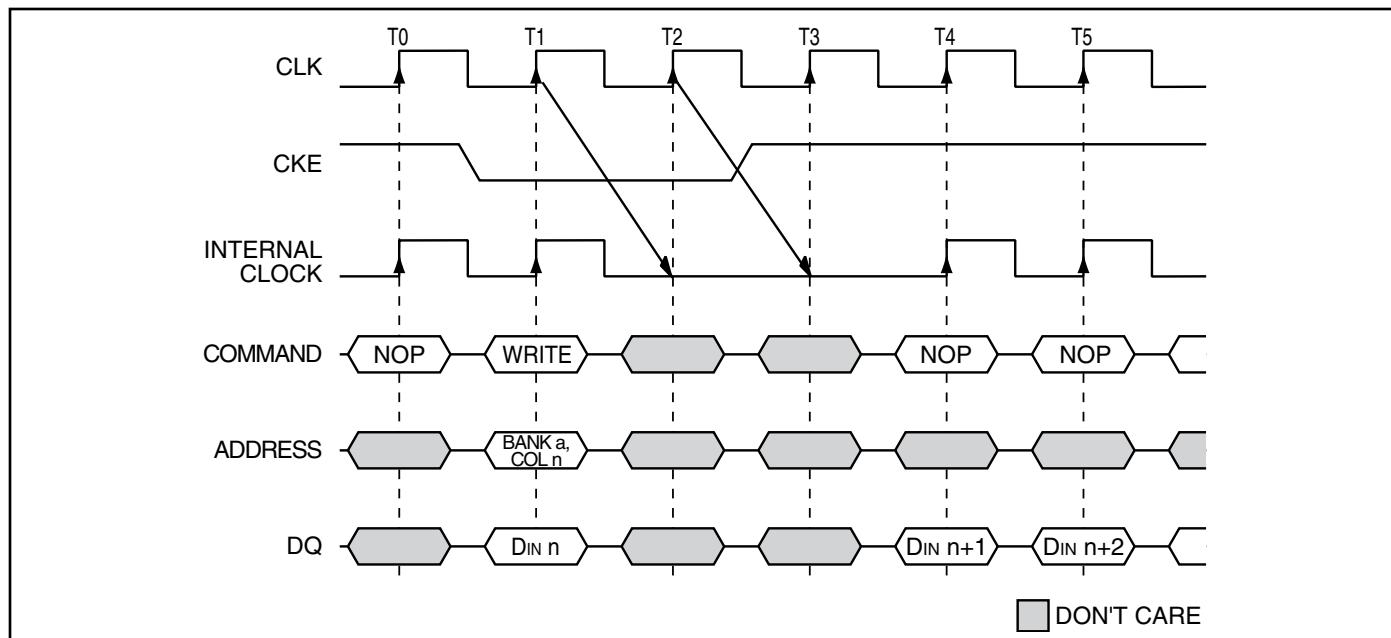 T0 T1 T2 T3 T4 T5
CLK
CKE
INTERNAL
CLOCK
COMMAND NOP WRITE NOP NOP
ADDRESS BANK a,
COL n
DQ DIN n DIN n+1 DIN n+2
DON'T CARE